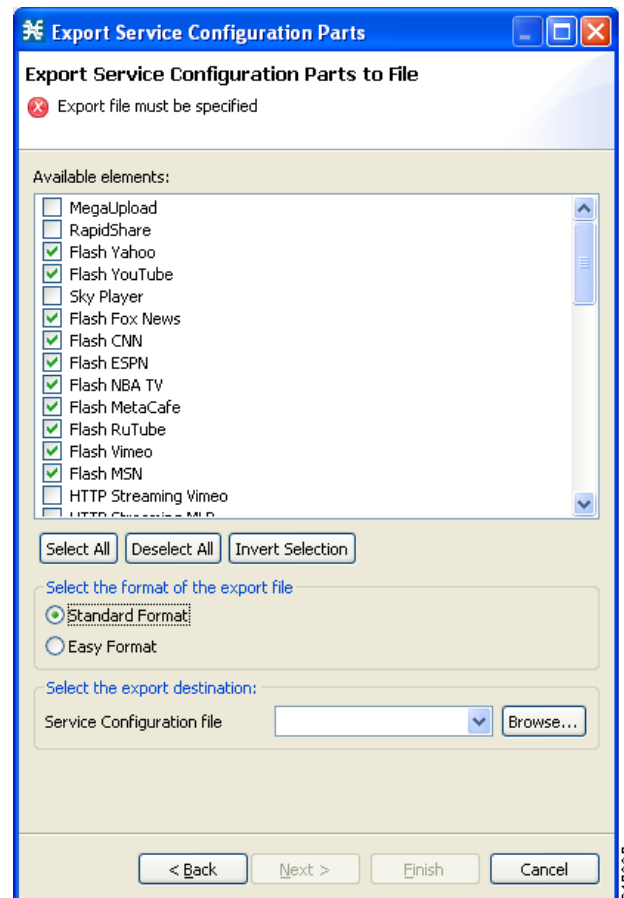 Export Service Configuration Parts
Export Service Configuration Parts to File
Export file must be specified
Available elements:
MegaUpload
RapidShare
Flash Yahoo
Flash YouTube
Sky Player
Flash Fox News
Flash CNN
Flash ESPN
Flash NBA TV
Flash MetaCafe
Flash RuTube
Flash Vimeo
Flash MSN
HTTP Streaming Vimeo
HTTP Streaming MLB
Select All Deselect All Invert Selection
Select the format of the export file
Standard Format
Easy Format
Select the export destination:
Service Configuration file Browse...
< Back Next > Finish Cancel